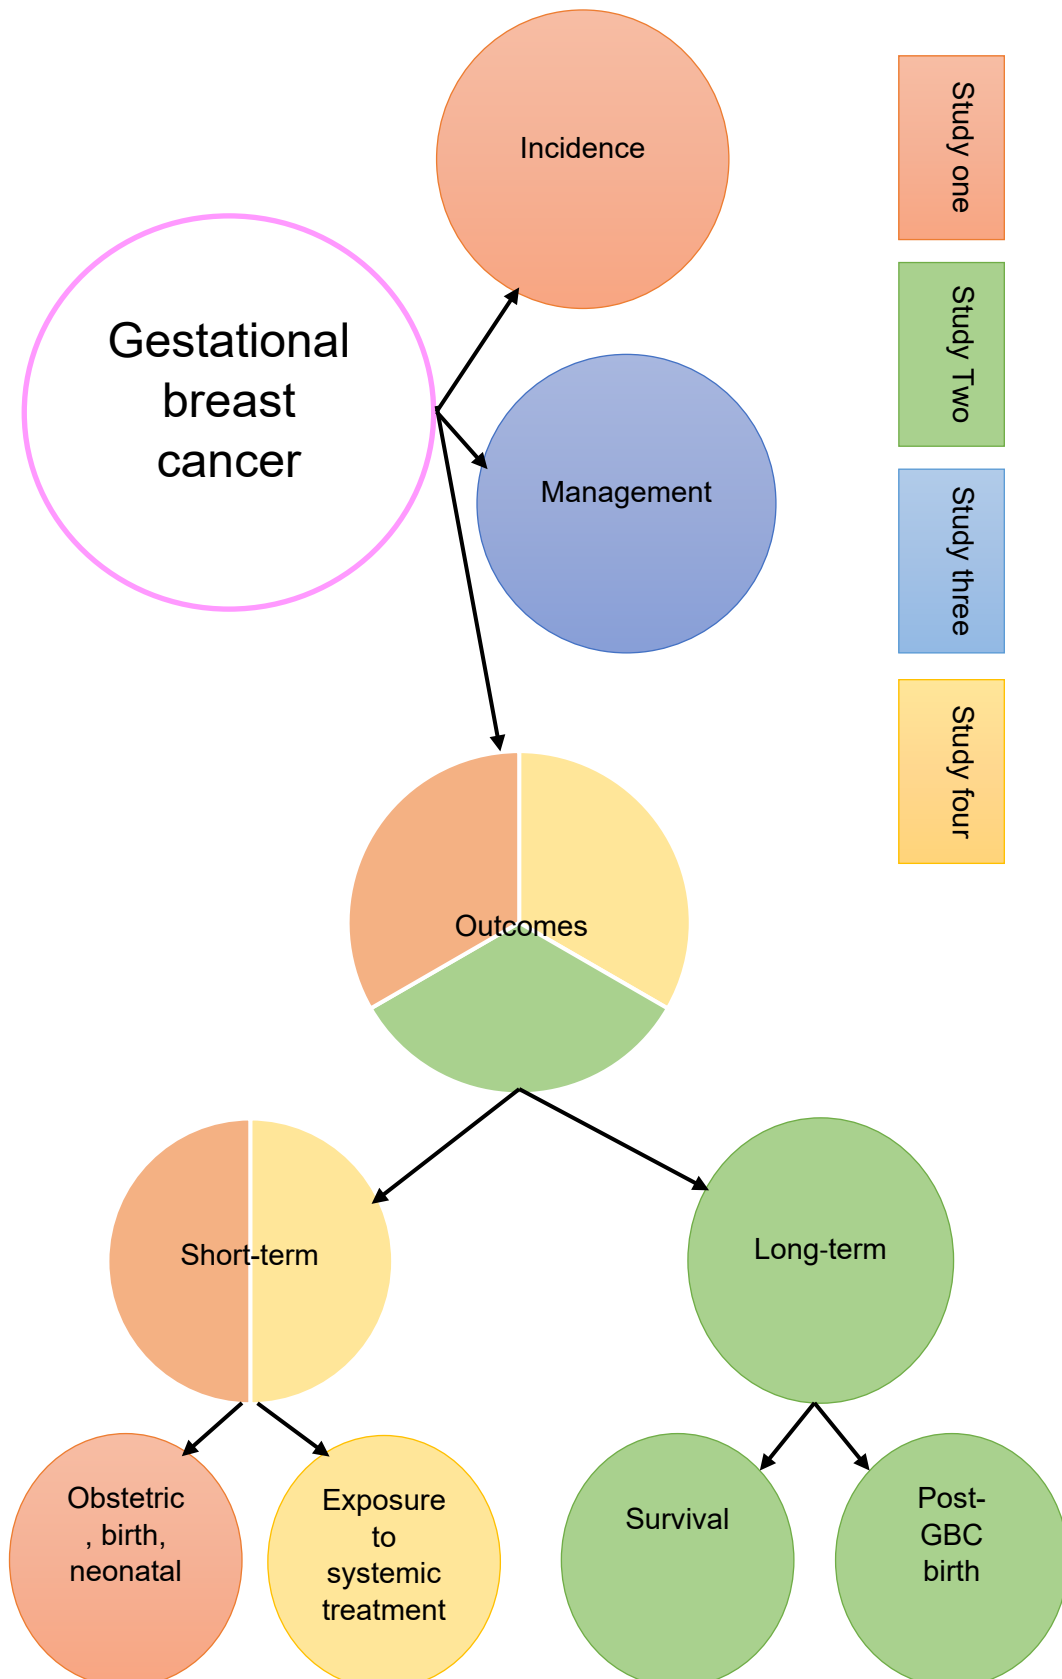 Incidence
Study one
Gestational
breast
cancer
Study Two
Management
Study three
Study four
Outcomes
Short-term
Long-term
Obstetric
, birth,
neonatal
Exposure
to
systemic
treatment
Survival
Post-
GBC
birth